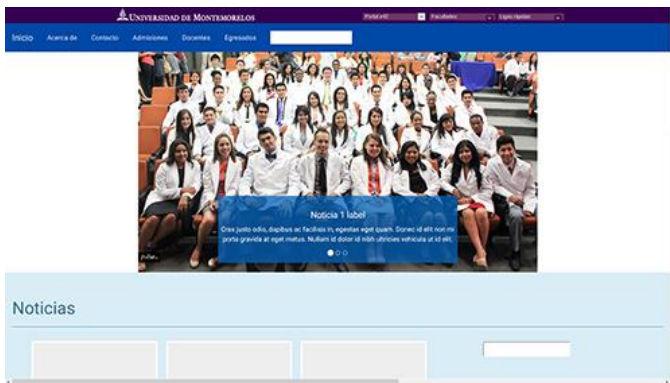 UNIVERSIDAD DE MONTEMORELOS
Portal e42
Facultades
Ligas rápidas
Inicio
Acerca de
Contacto
Admisiones
Docentes
Egresados
Noticia 1 label
Cras justo odio, dapibus ac facilisis in, egestas eget quam. Donec id elit non mi
porta gravida at eget metus. Nullam id dolor id nibh ultricies vehicula ut id elit.
Noticias